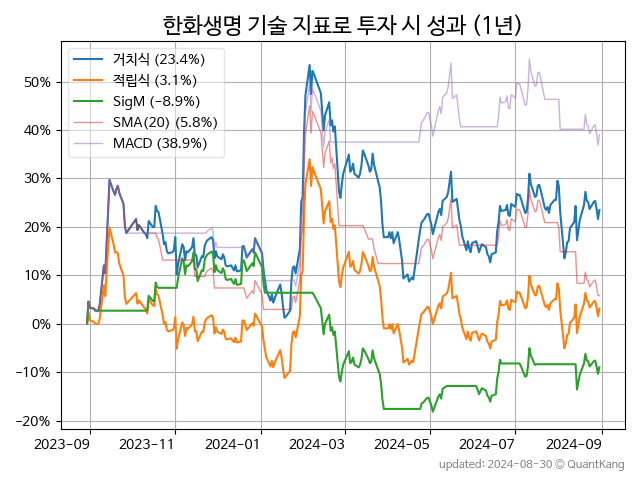 한화생명 기술 지표로 투자 시 성과 (1년)
거치식 (23.4%)
적립식 (3.1%)
SigM (−8.9%)
SMA(20) (5.8%)
MACD (38.9%)
50%
40%
30%
20%
10%
0%
−10%
−20%
2023-09 2023-11 2024-01 2024-03 2024-05 2024-07 2024-09
updated: 2024-08-30 © QuantKang